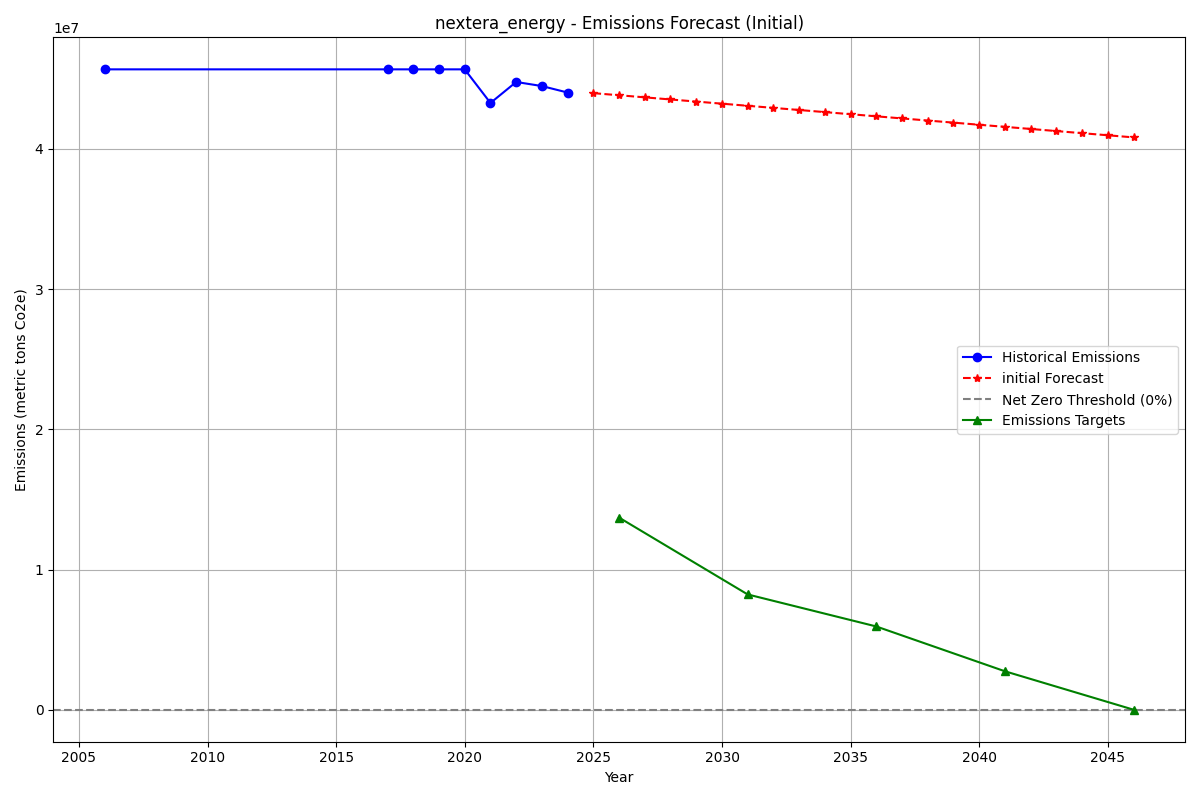 nextera_energy - Emissions Forecast (Initial)
1e7
4
3
2
1
0
Emissions (metric tons Co2e)
Historical Emissions
initial Forecast
Net Zero Threshold (0%)
Emissions Targets
2005 2010 2015 2020 2025 2030 2035 2040 2045
Year